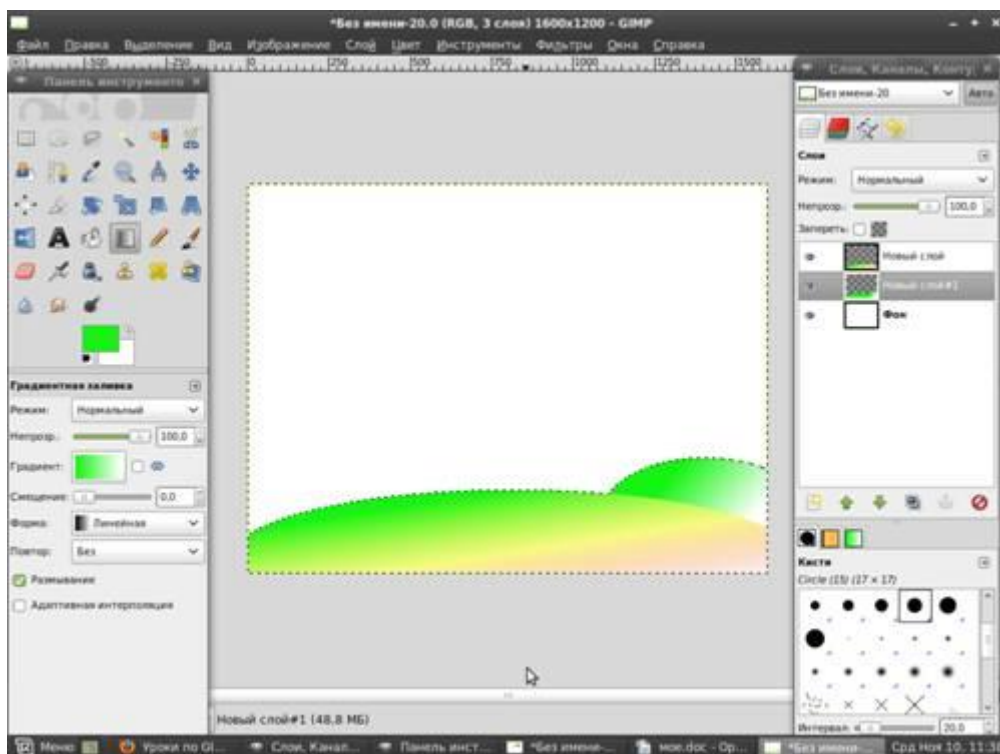 *Без имени-20.0 (RGB, 3 слоя) 1600x1200 - GIMP
Файл Правка Выделение Вид Изображение Слой Цвет Инструменты Фильтры Окна Справка
Панель инструменто
Слои, Каналы, Контур
Без имени-20 Авто
Слои
Режим: Нормальный
Непрозр.: 100,0
Запереть:
Новый слой
Новый слой#1
Фон
Градиентная заливка
Режим: Нормальный
Непрозр.: 100,0
Градиент:
Смещение: 0,0
Форма: Линейная
Повтор: Без
Размывание
Адаптивная интерполяция
Кисти
Circle (15) (17 × 17)
Интервал: 20,0
Новый слой#1 (48,8 МБ)
Меню Уроки по GI... Слои, Канал... Панель инст... *Без имени-... мое.doc - Op... Срд